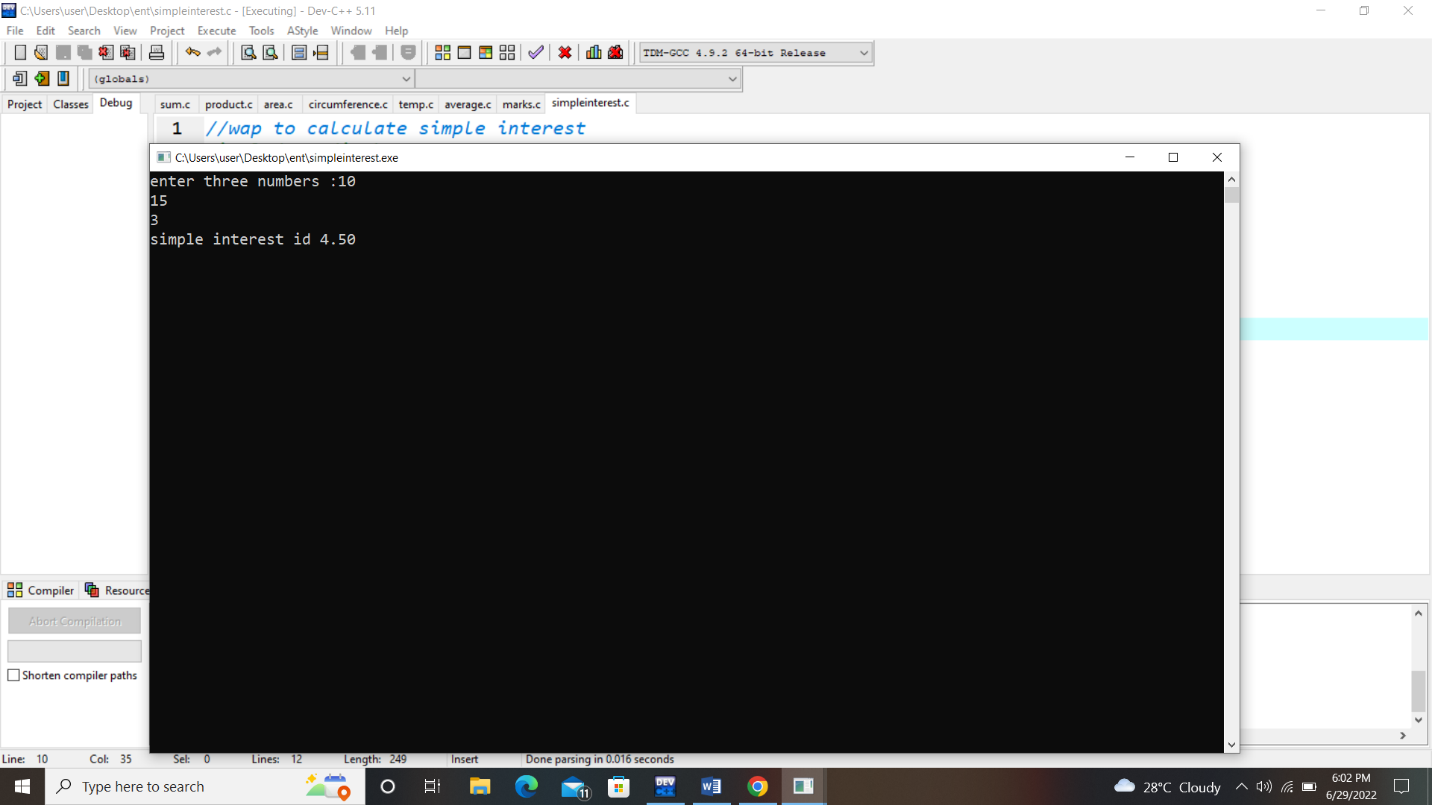 C:\Users\user\Desktop\ent\simpleinterest.c - [Executing] - Dev-C++ 5.11
File Edit Search View Project Execute Tools AStyle Window Help
TDM-GCC 4.9.2 64-bit Release
(globals)
Project Classes Debug sum.c product.c area.c circumference.c temp.c average.c marks.c simpleinterest.c
1 //wap to calculate simple interest
C:\Users\user\Desktop\ent\simpleinterest.exe
enter three numbers :10
15
3
simple interest id 4.50
Compiler Resource
Abort Compilation
Shorten compiler paths
Line: 10 Col: 35 Sel: 0 Lines: 12 Length: 249 Insert Done parsing in 0.016 seconds
Type here to search
DEV
11
28°C Cloudy
6:02 PM
6/29/2022